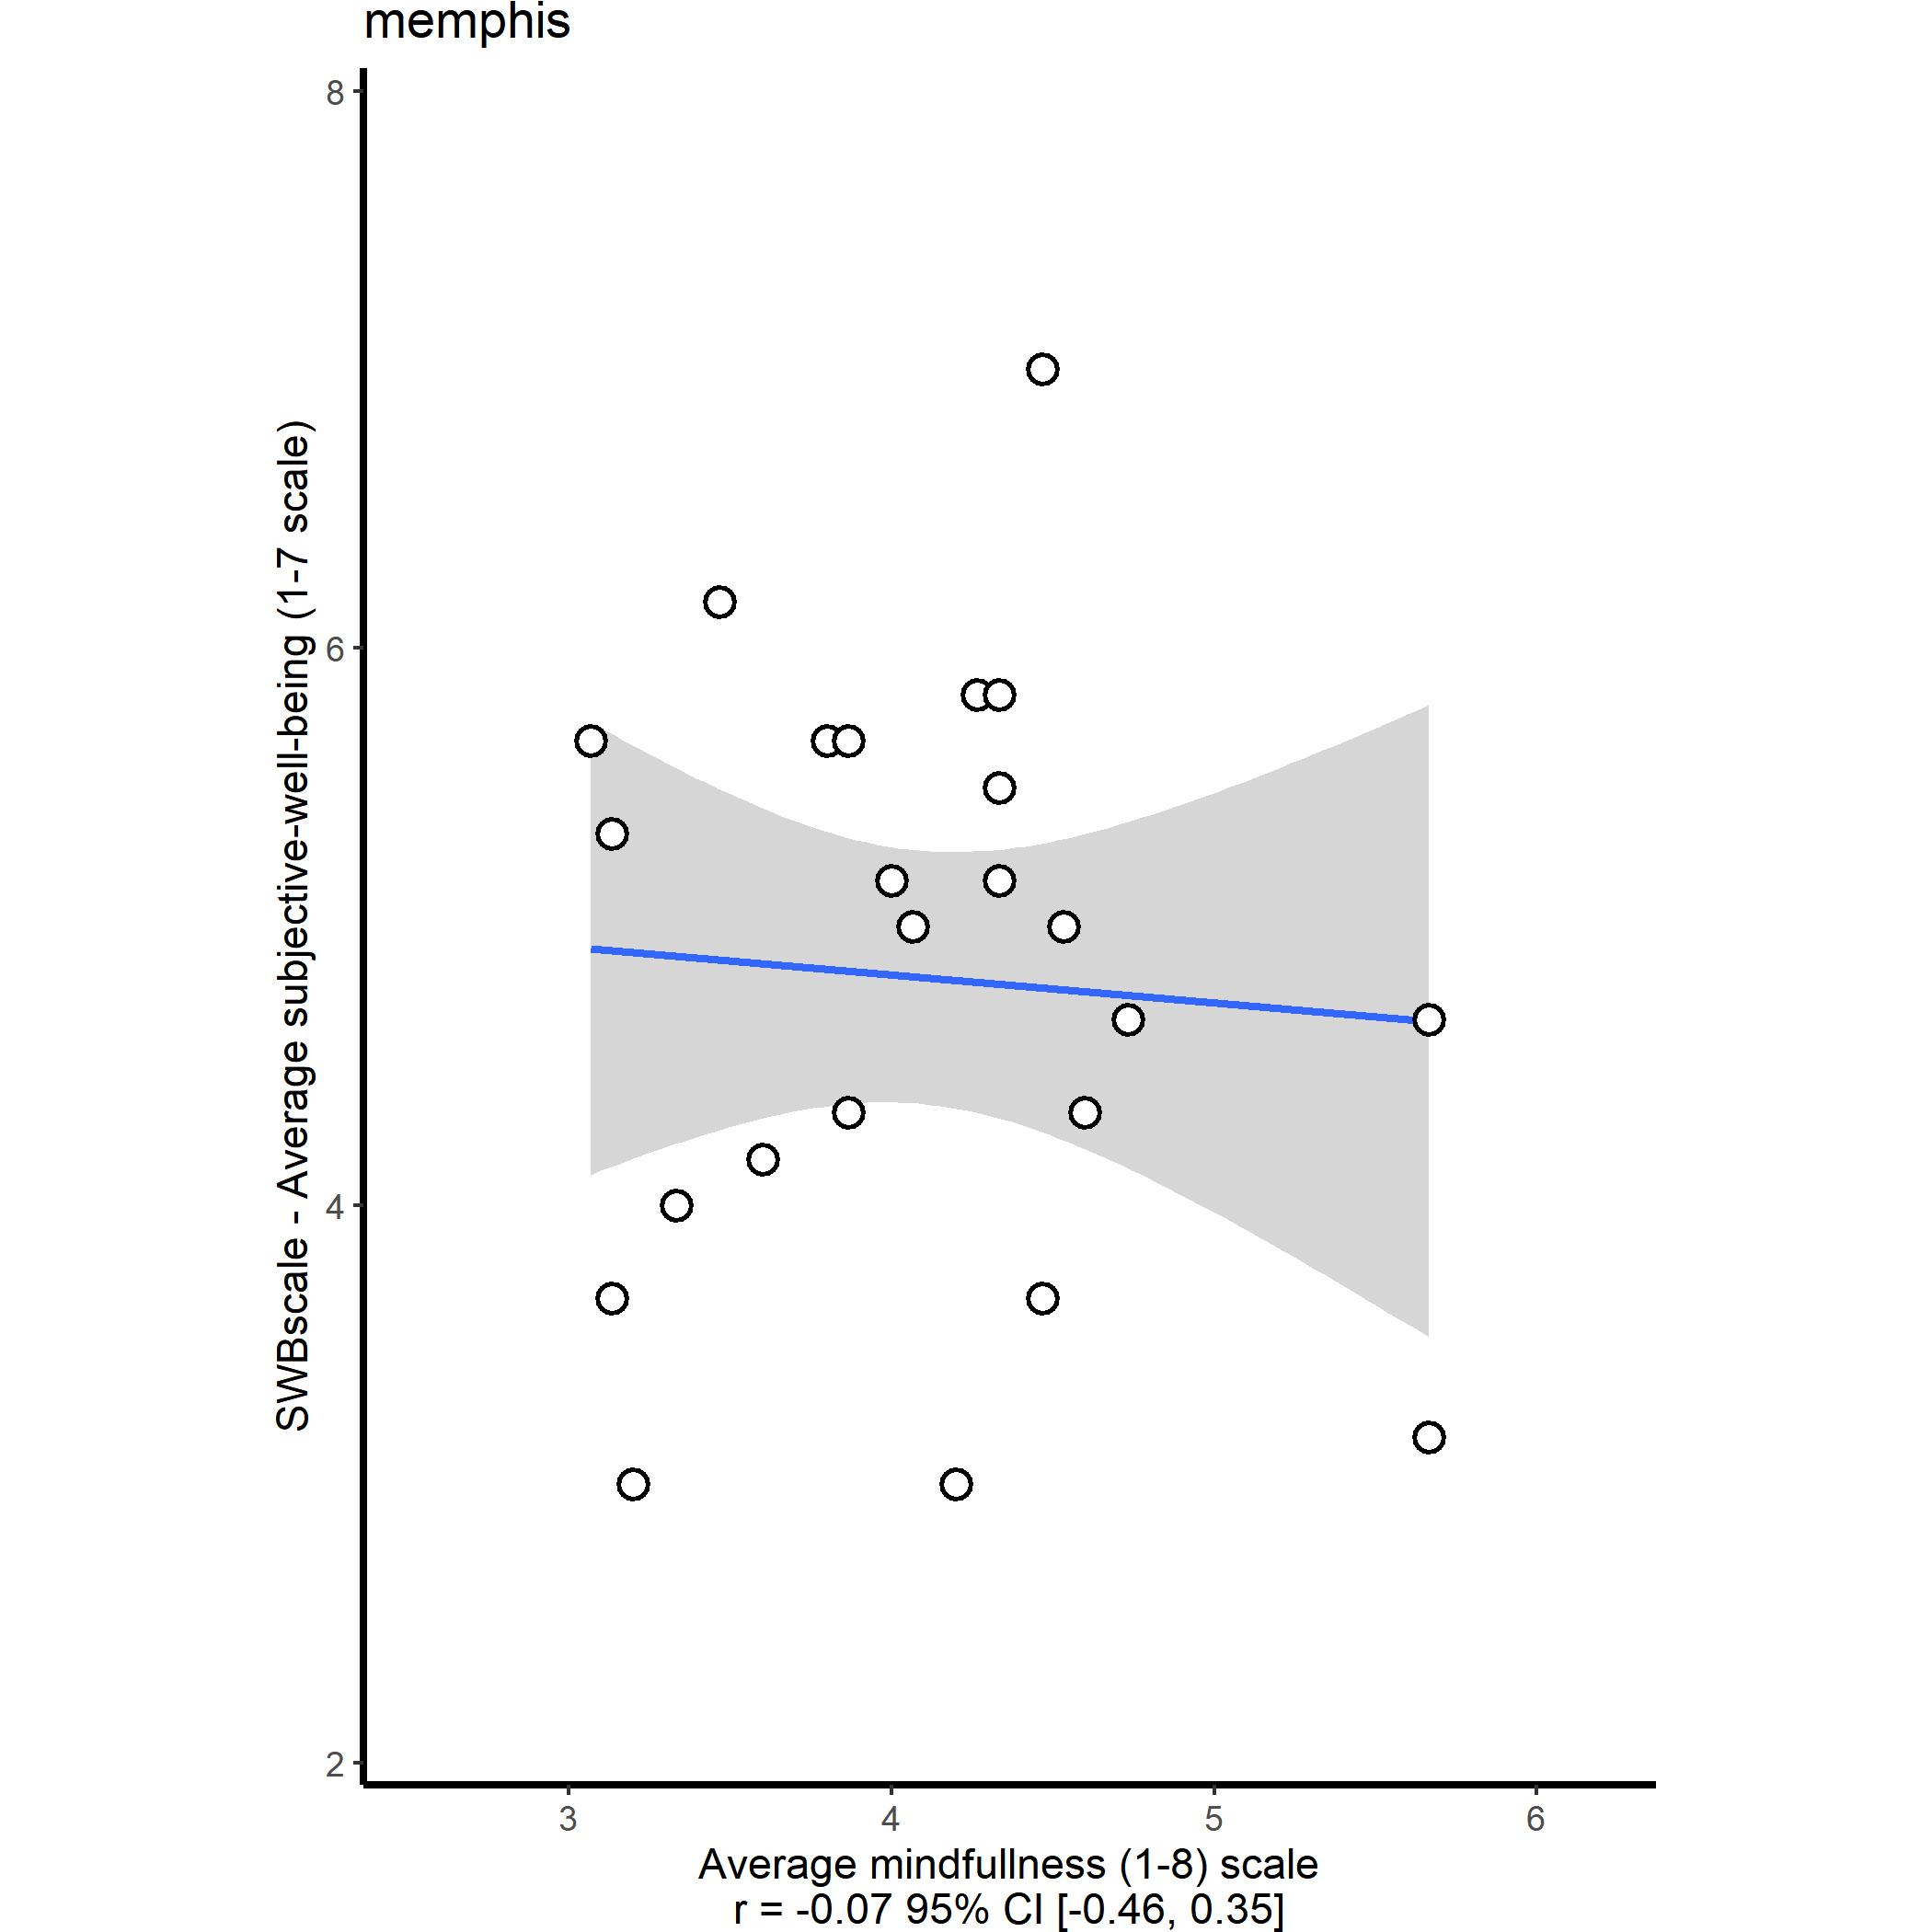 memphis
8
6
4
2
SWBscale - Average subjective-well-being (1-7 scale)
3 4 5 6
Average mindfullness (1-8) scale
r = -0.07 95% CI [-0.46, 0.35]